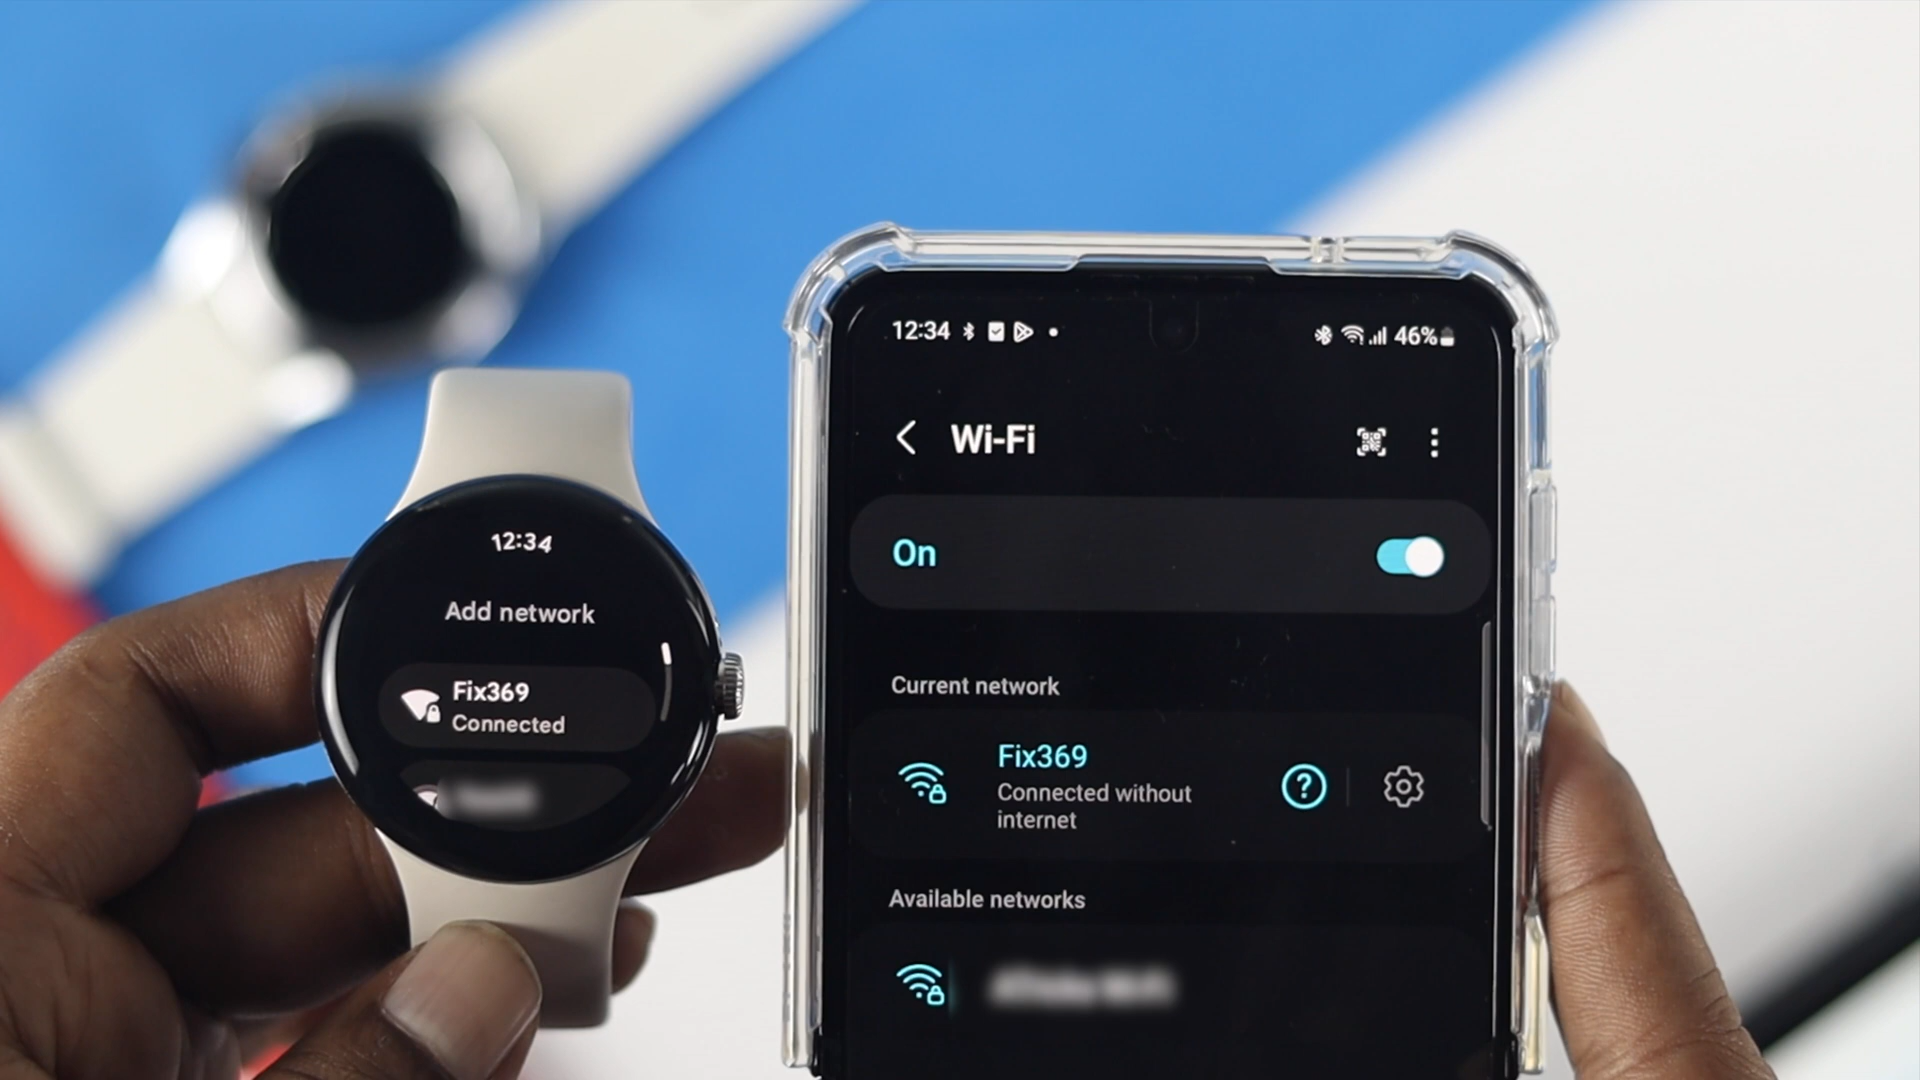 12:34
Add network
Fix369
Connected
12:34
46%
Wi-Fi
On
Current network
Fix369
Connected without
internet
Available networks